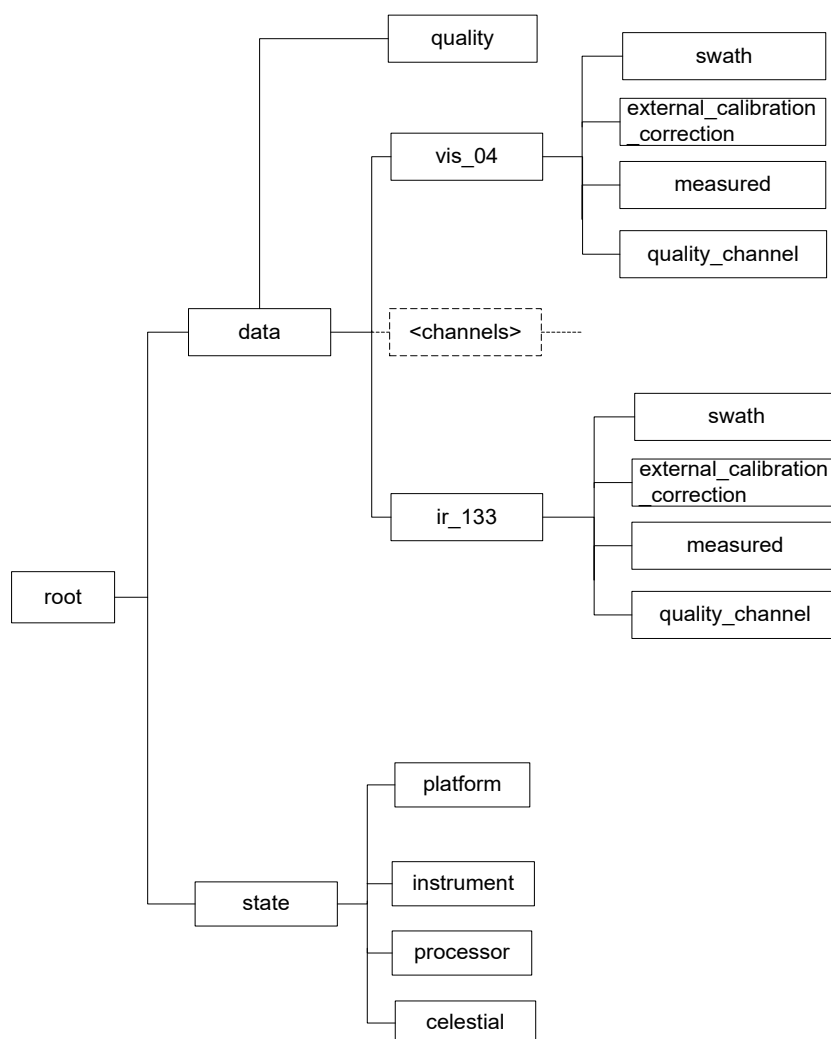 quality
swath
external_calibration
_correction
vis_04
measured
quality_channel
data
<channels>
swath
external_calibration
_correction
ir_133
measured
quality_channel
root
platform
instrument
state
processor
celestial